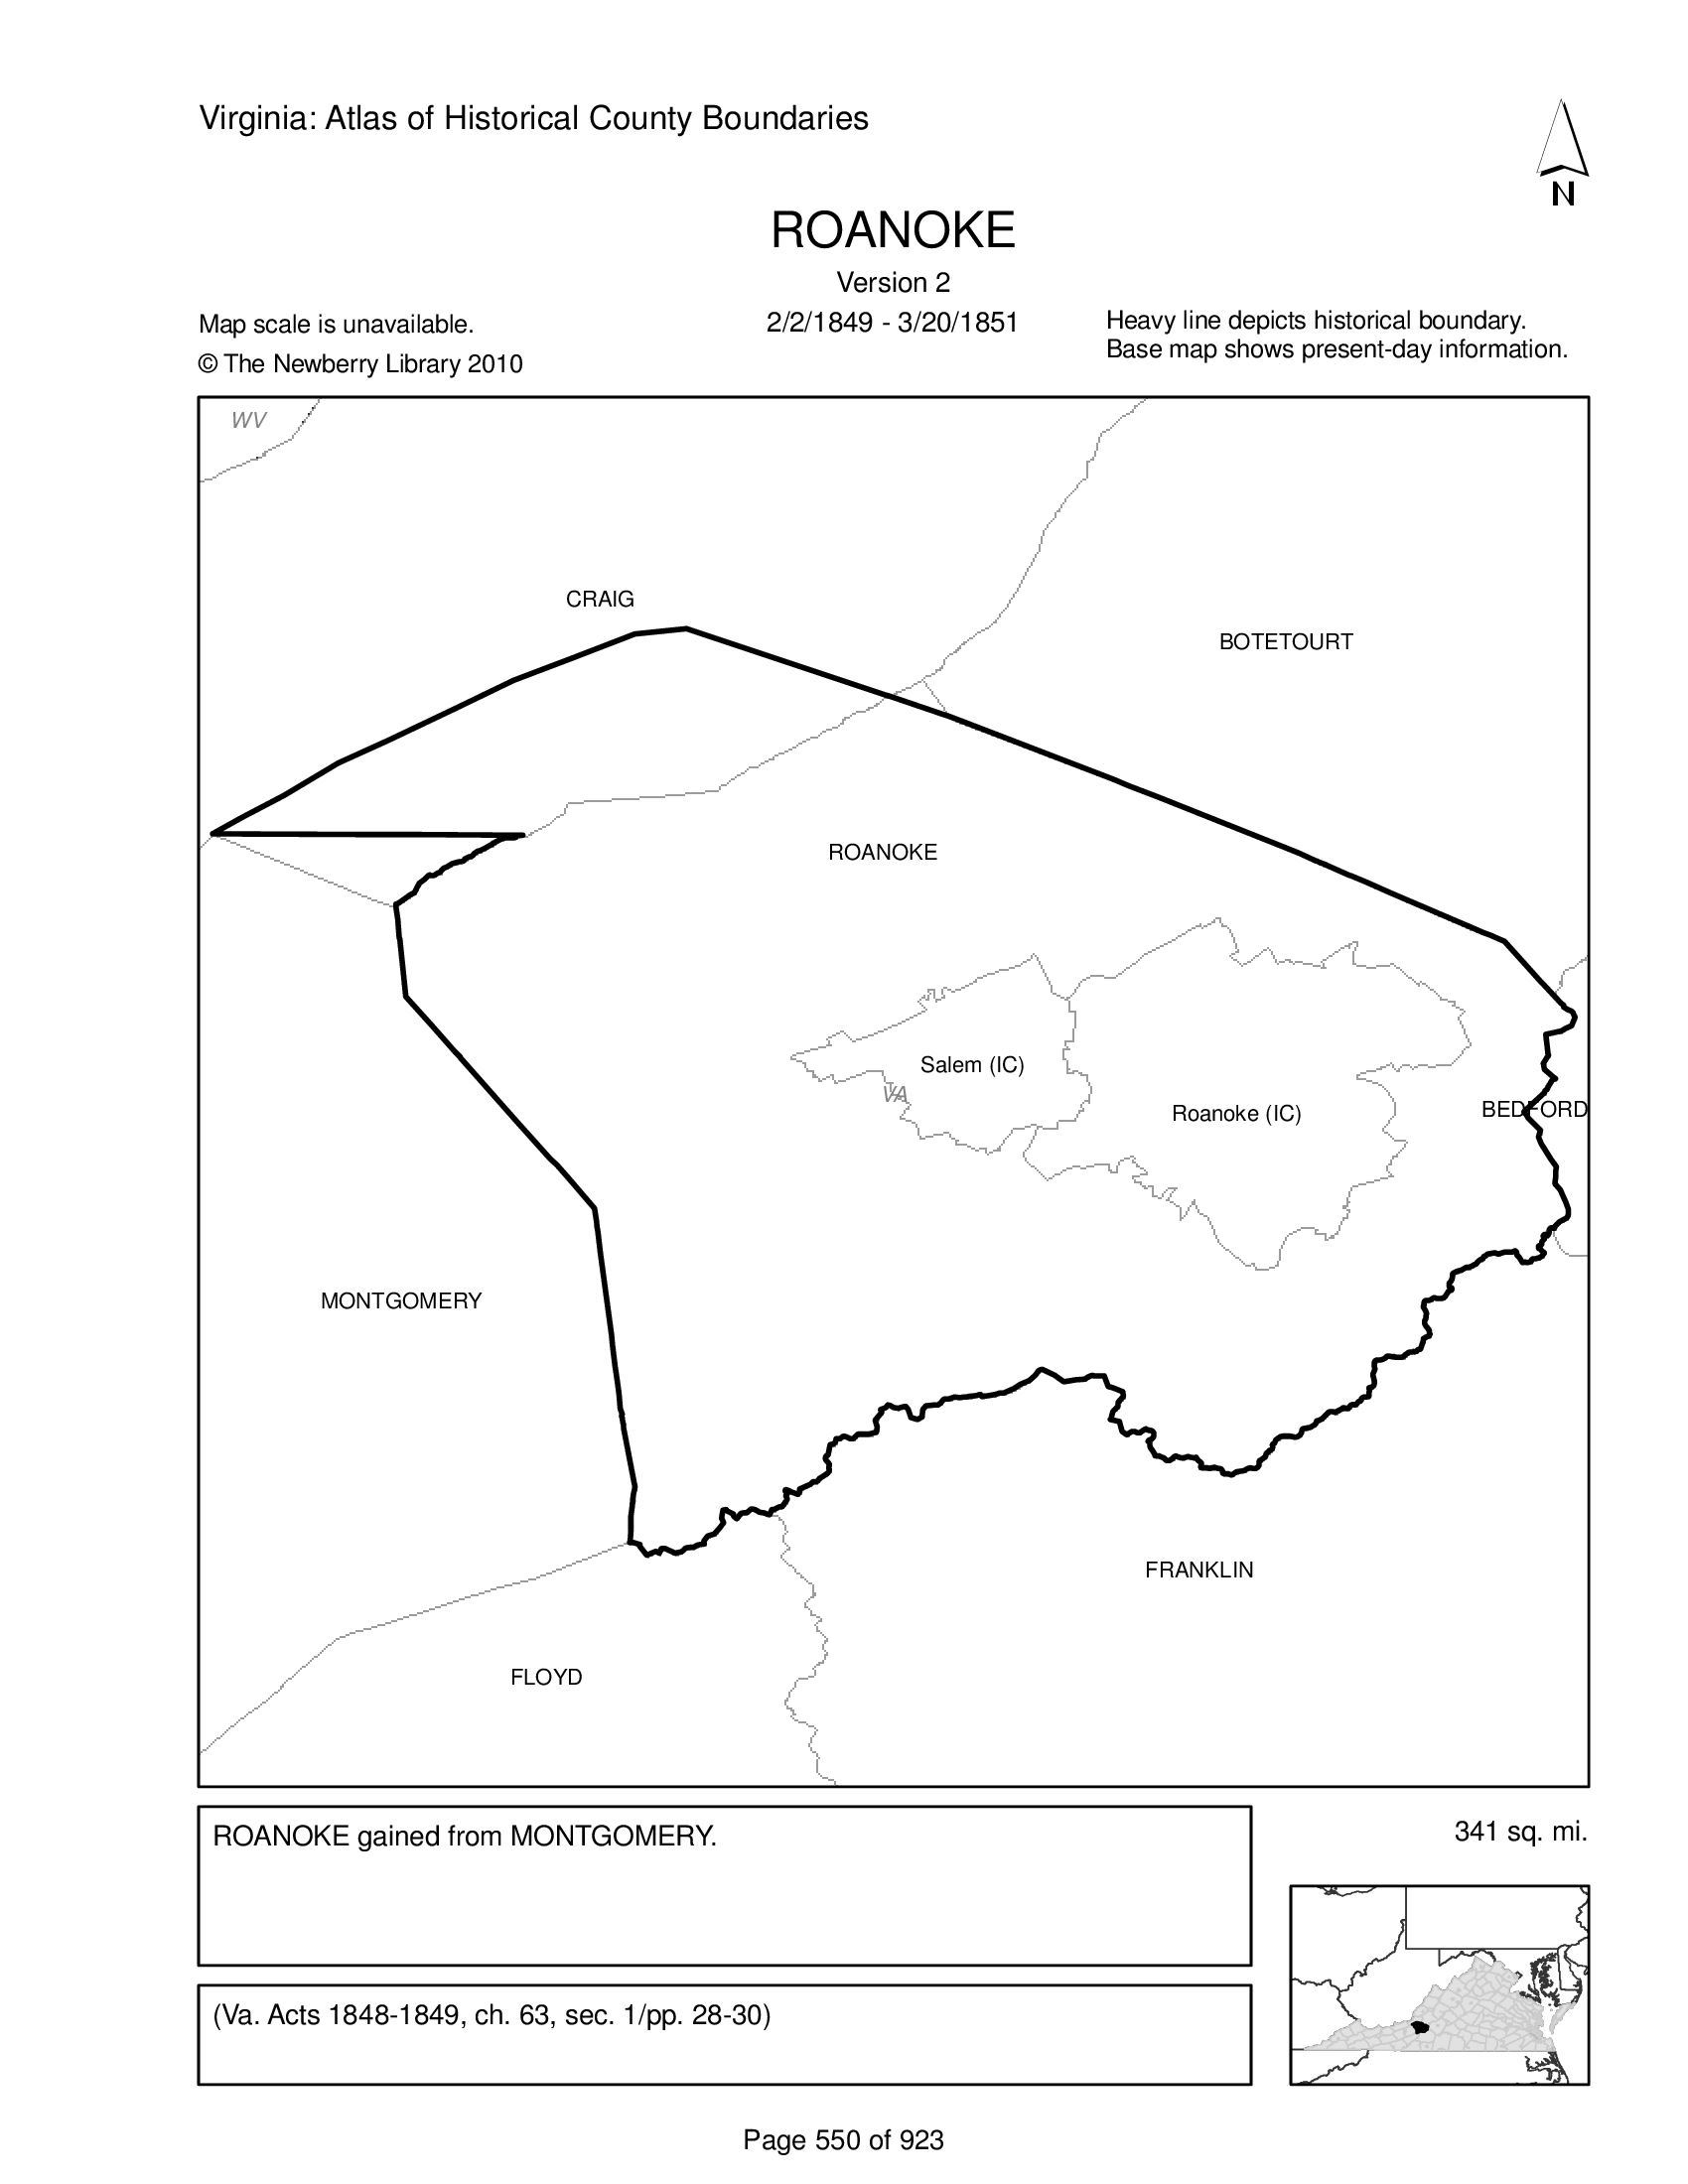 Virginia: Atlas of Historical County Boundaries
N
ROANOKE
Version 2
2/2/1849 - 3/20/1851
Map scale is unavailable.
© The Newberry Library 2010
Heavy line depicts historical boundary.
Base map shows present-day information.
WV
CRAIG
BOTETOURT
ROANOKE
Salem (IC)
VA
Roanoke (IC)
BEDFORD
MONTGOMERY
FRANKLIN
FLOYD
ROANOKE gained from MONTGOMERY.
341 sq. mi.
(Va. Acts 1848-1849, ch. 63, sec. 1/pp. 28-30)
Page 550 of 923